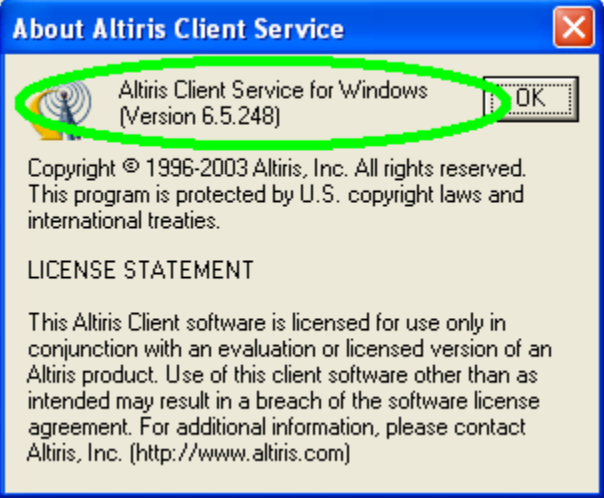 About Altiris Client Service
Altiris Client Service for Windows
(Version 6.5.248)
OK
Copyright © 1996-2003 Altiris, Inc. All rights reserved.
This program is protected by U.S. copyright laws and
international treaties.
LICENSE STATEMENT
This Altiris Client software is licensed for use only in
conjunction with an evaluation or licensed version of an
Altiris product. Use of this client software other than as
intended may result in a breach of the software license
agreement. For additional information, please contact
Altiris, Inc. (http://www.altiris.com)